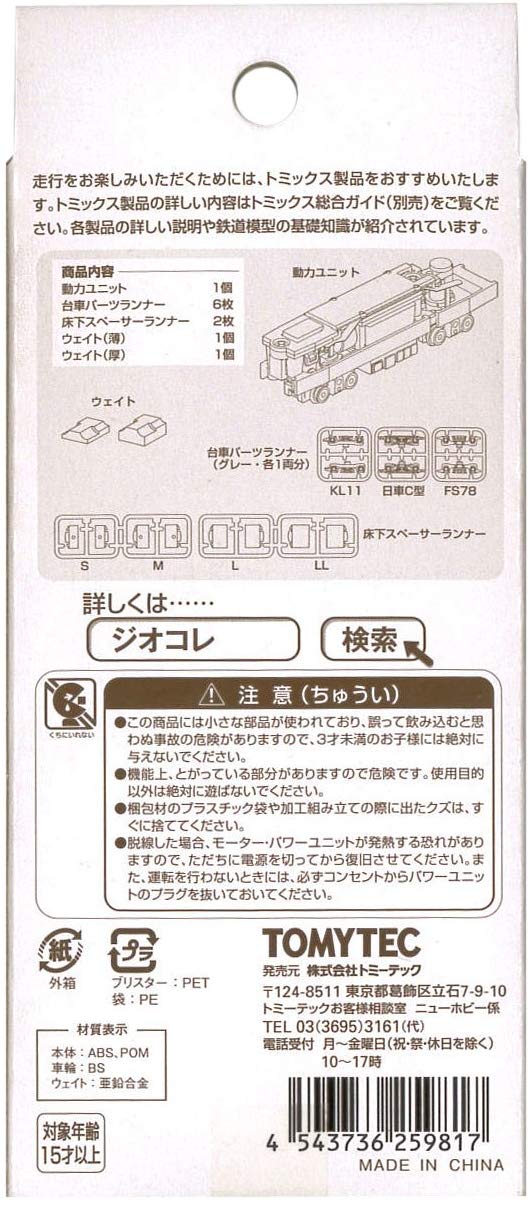 走行をお楽しみいただくためには、トミックス製品をおすすめいたしま
す。トミックス製品の詳しい内容はトミックス総合ガイド(別売)をご覧くだ
さい。各製品の詳しい説明や鉄道模型の基礎知識が紹介されています。
商品内容
動力ユニット 1個
台車パーツランナー 6枚
床下スペーサーランナー 2枚
ウェイト(薄) 1個
ウェイト(厚) 1個
動力ユニット
ウェイト
台車パーツランナー
(グレー・各1両分)
KL11 日車C型 FS78
床下スペーサーランナー
S M L LL
詳しくは……
ジオコレ 検索
くちにいれない
注 意(ちゅうい)
●この商品には小さな部品が使われており、誤って飲み込むと思
わぬ事故の危険がありますので、3才未満のお子様には絶対に
与えないでください。
●機能上、とがっている部分がありますので危険です。使用目的
以外は絶対に遊ばないでください。
●梱包材のプラスチック袋や加工組み立ての際に出たクズは、す
ぐに捨ててください。
●脱線した場合、モーター・パワーユニットが発熱する恐れがあり
ますので、ただちに電源を切ってから復旧させてください。ま
た、運転を行わないときには、必ずコンセントからパワーユニッ
トのプラグを抜いておいてください。
紙
外箱
プラ
ブリスター:PET
袋:PE
材質表示
本体:ABS、POM
車輪:BS
ウェイト:亜鉛合金
対象年齢
15才以上
TOMYTEC
発売元 株式会社トミーテック
〒124-8511 東京都葛飾区立石7-9-10
トミーテックお客様相談室 ニューホビー係
TEL 03(3695)3161(代)
電話受付 月〜金曜日(祝・祭・休日を除く)
10〜17時
4 543736 259817
MADE IN CHINA